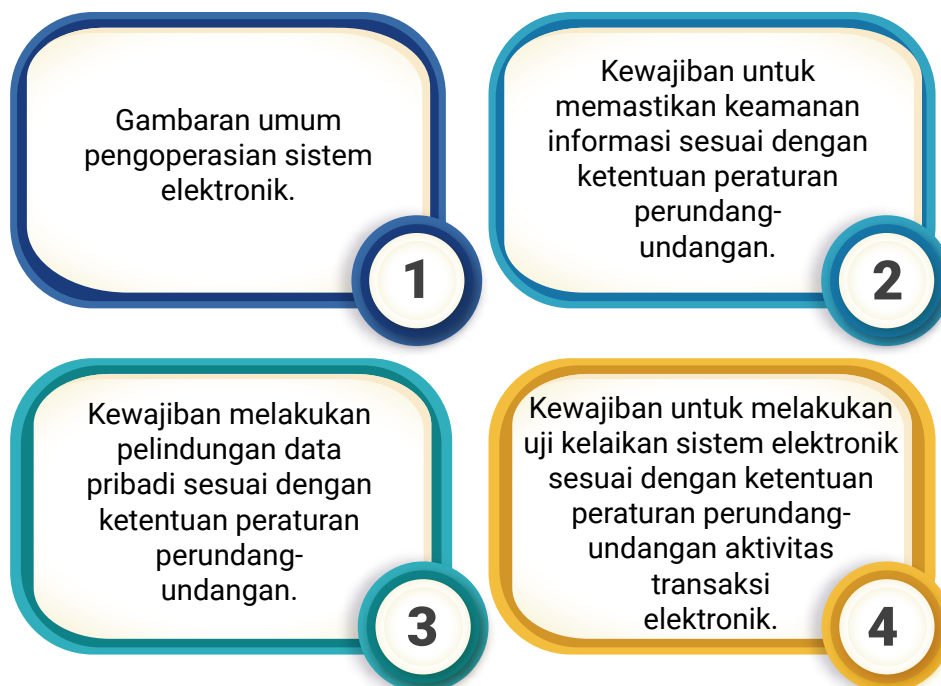 Gambaran umum
pengoperasian sistem
elektronik.
1
Kewajiban untuk
memastikan keamanan
informasi sesuai dengan
ketentuan peraturan
perundang-
undangan.
2
Kewajiban melakukan
pelindungan data
pribadi sesuai dengan
ketentuan peraturan
perundang-
undangan.
3
Kewajiban untuk melakukan
uji kelaikan sistem elektronik
sesuai dengan ketentuan
peraturan perundang-
undangan aktivitas
transaksi
elektronik.
4